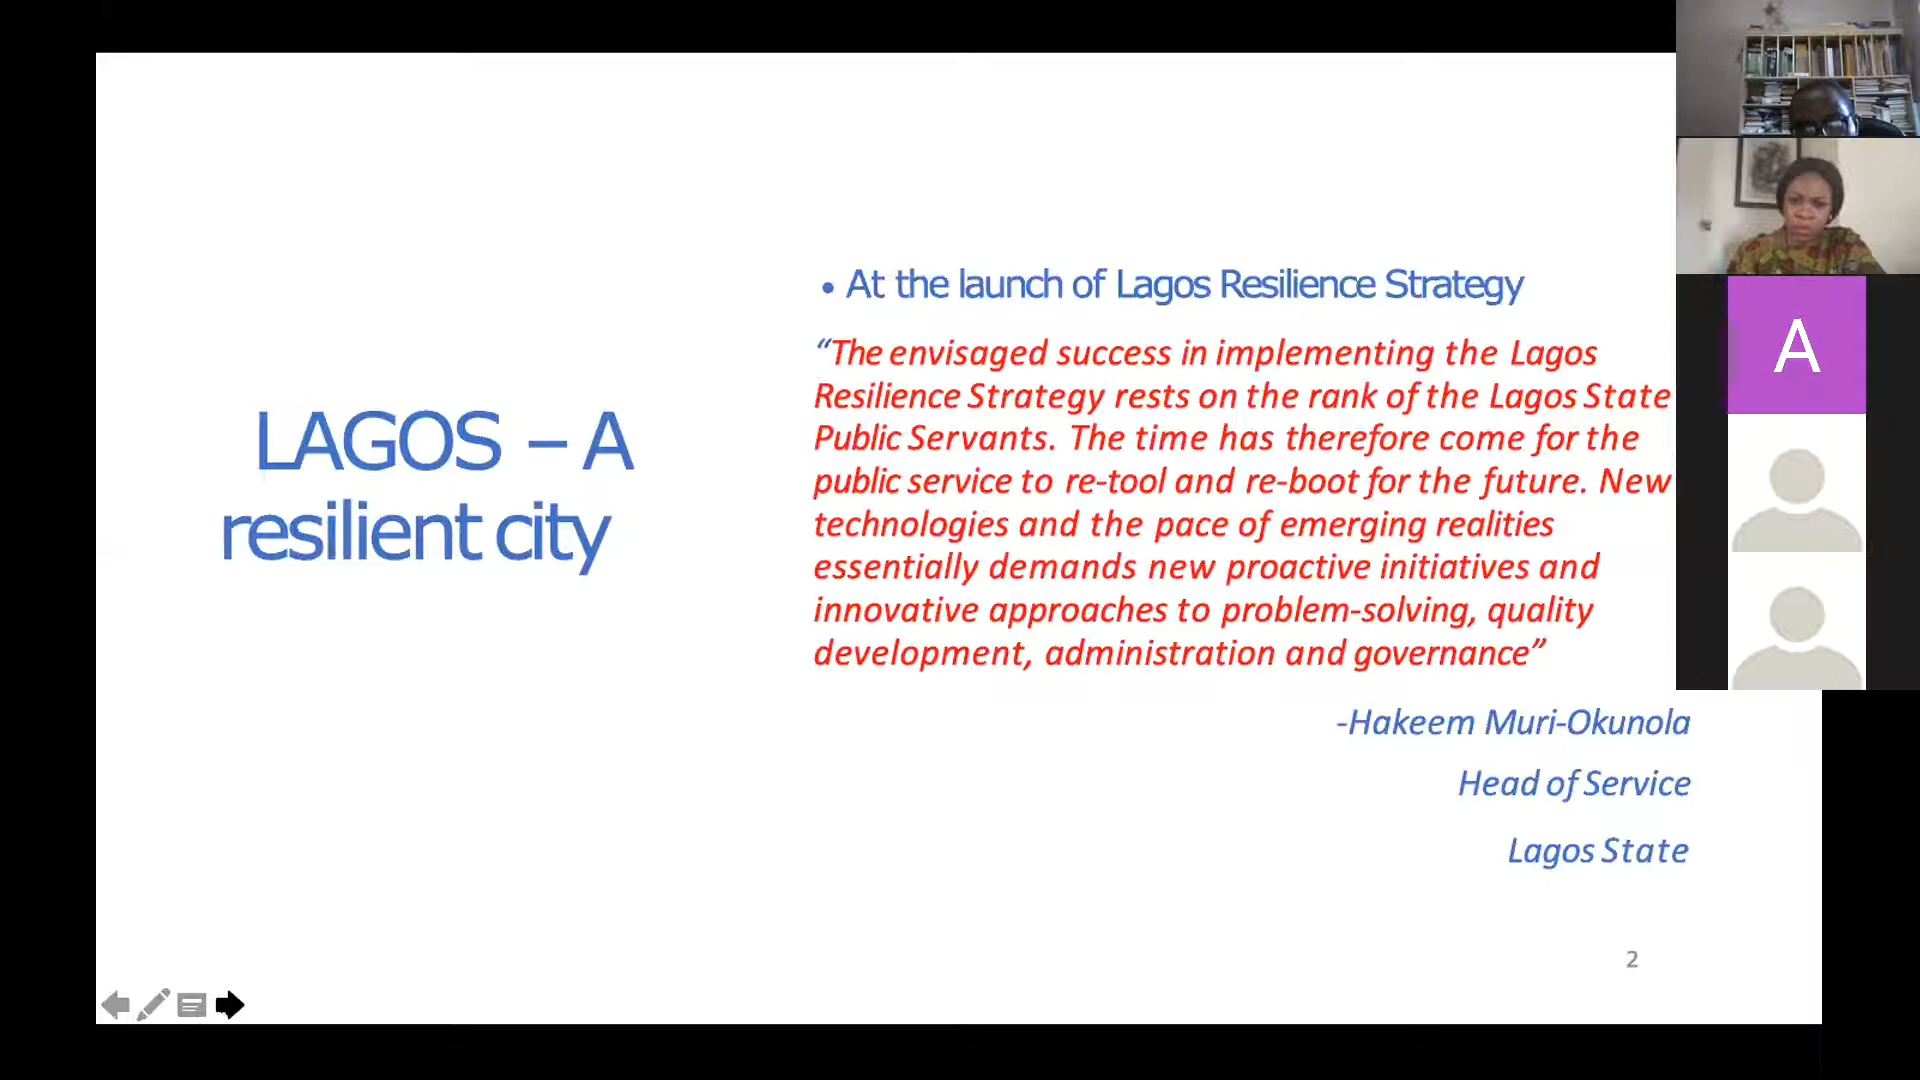 LAGOS – A
resilient city
• At the launch of Lagos Resilience Strategy
“The envisaged success in implementing the Lagos
Resilience Strategy rests on the rank of the Lagos State
Public Servants. The time has therefore come for the
public service to re-tool and re-boot for the future. New
technologies and the pace of emerging realities
essentially demands new proactive initiatives and
innovative approaches to problem-solving, quality
development, administration and governance”
-Hakeem Muri-Okunola
Head of Service
Lagos State
2
A